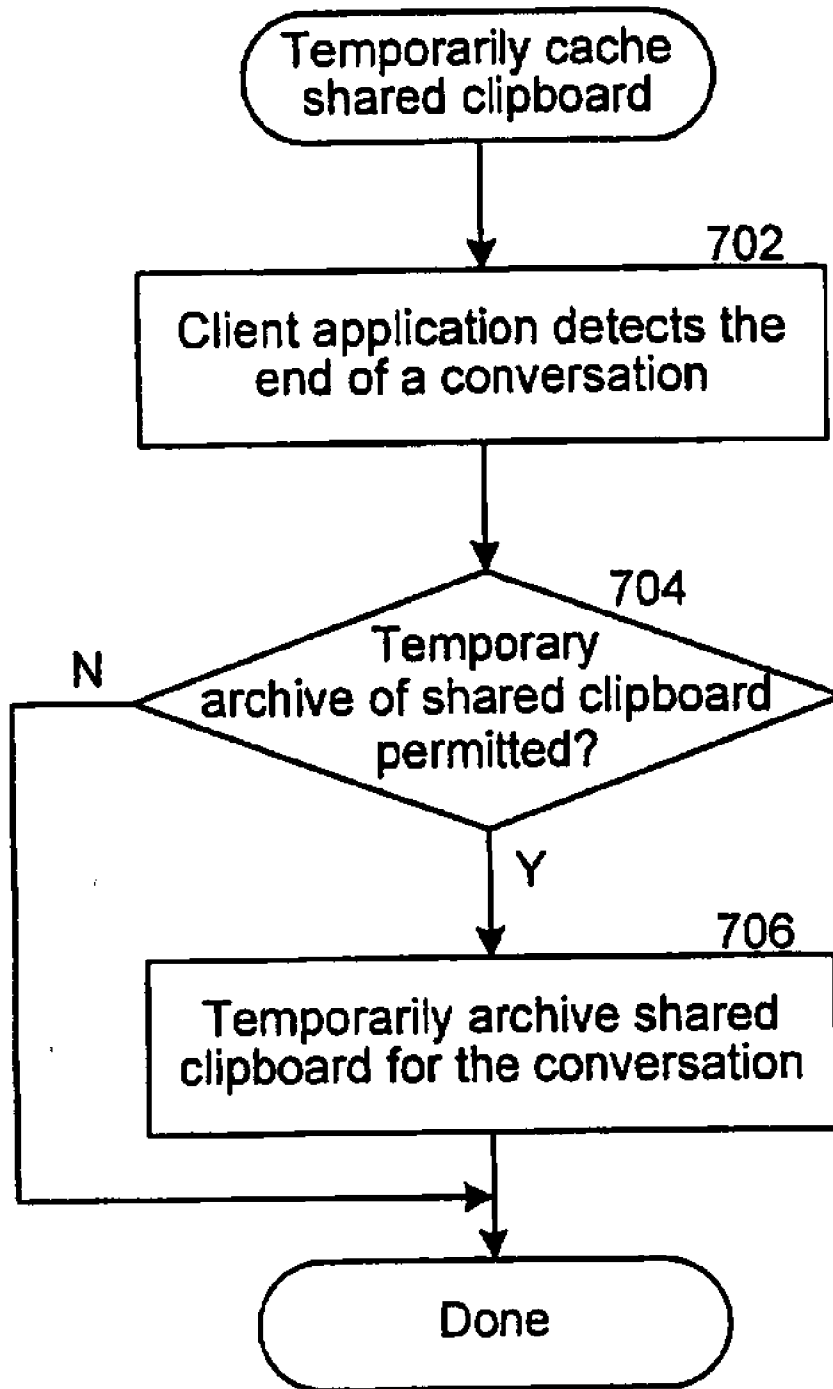 Temporarily cache
shared clipboard
702
Client application detects the
end of a conversation
704
Temporary
archive of shared clipboard
permitted?
N
Y
706
Temporarily archive shared
clipboard for the conversation
Done